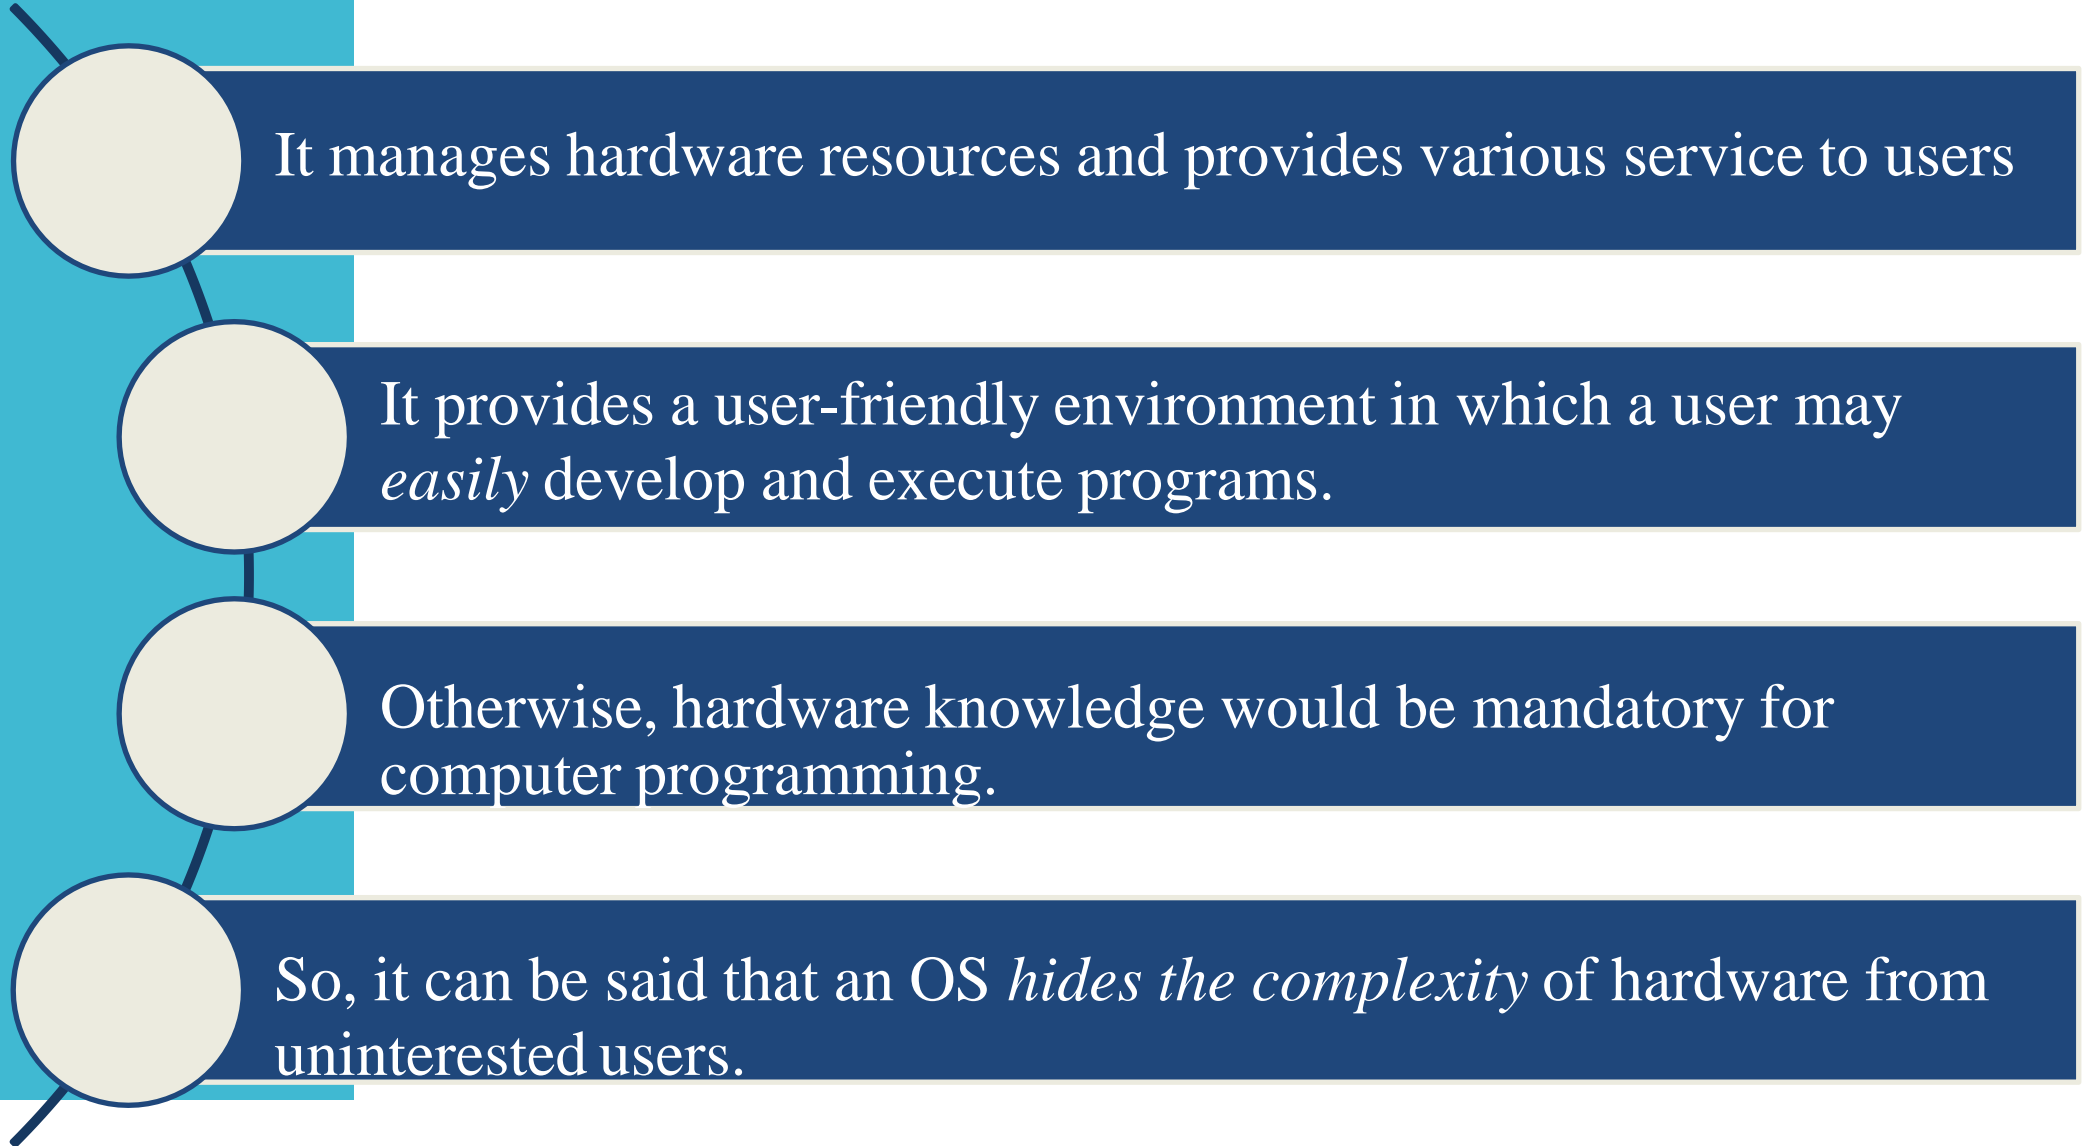 It manages hardware resources and provides various service to users
It provides a user-friendly environment in which a user may
easily develop and execute programs.
Otherwise, hardware knowledge would be mandatory for
computer programming.
So, it can be said that an OS hides the complexity of hardware from
uninterested users.